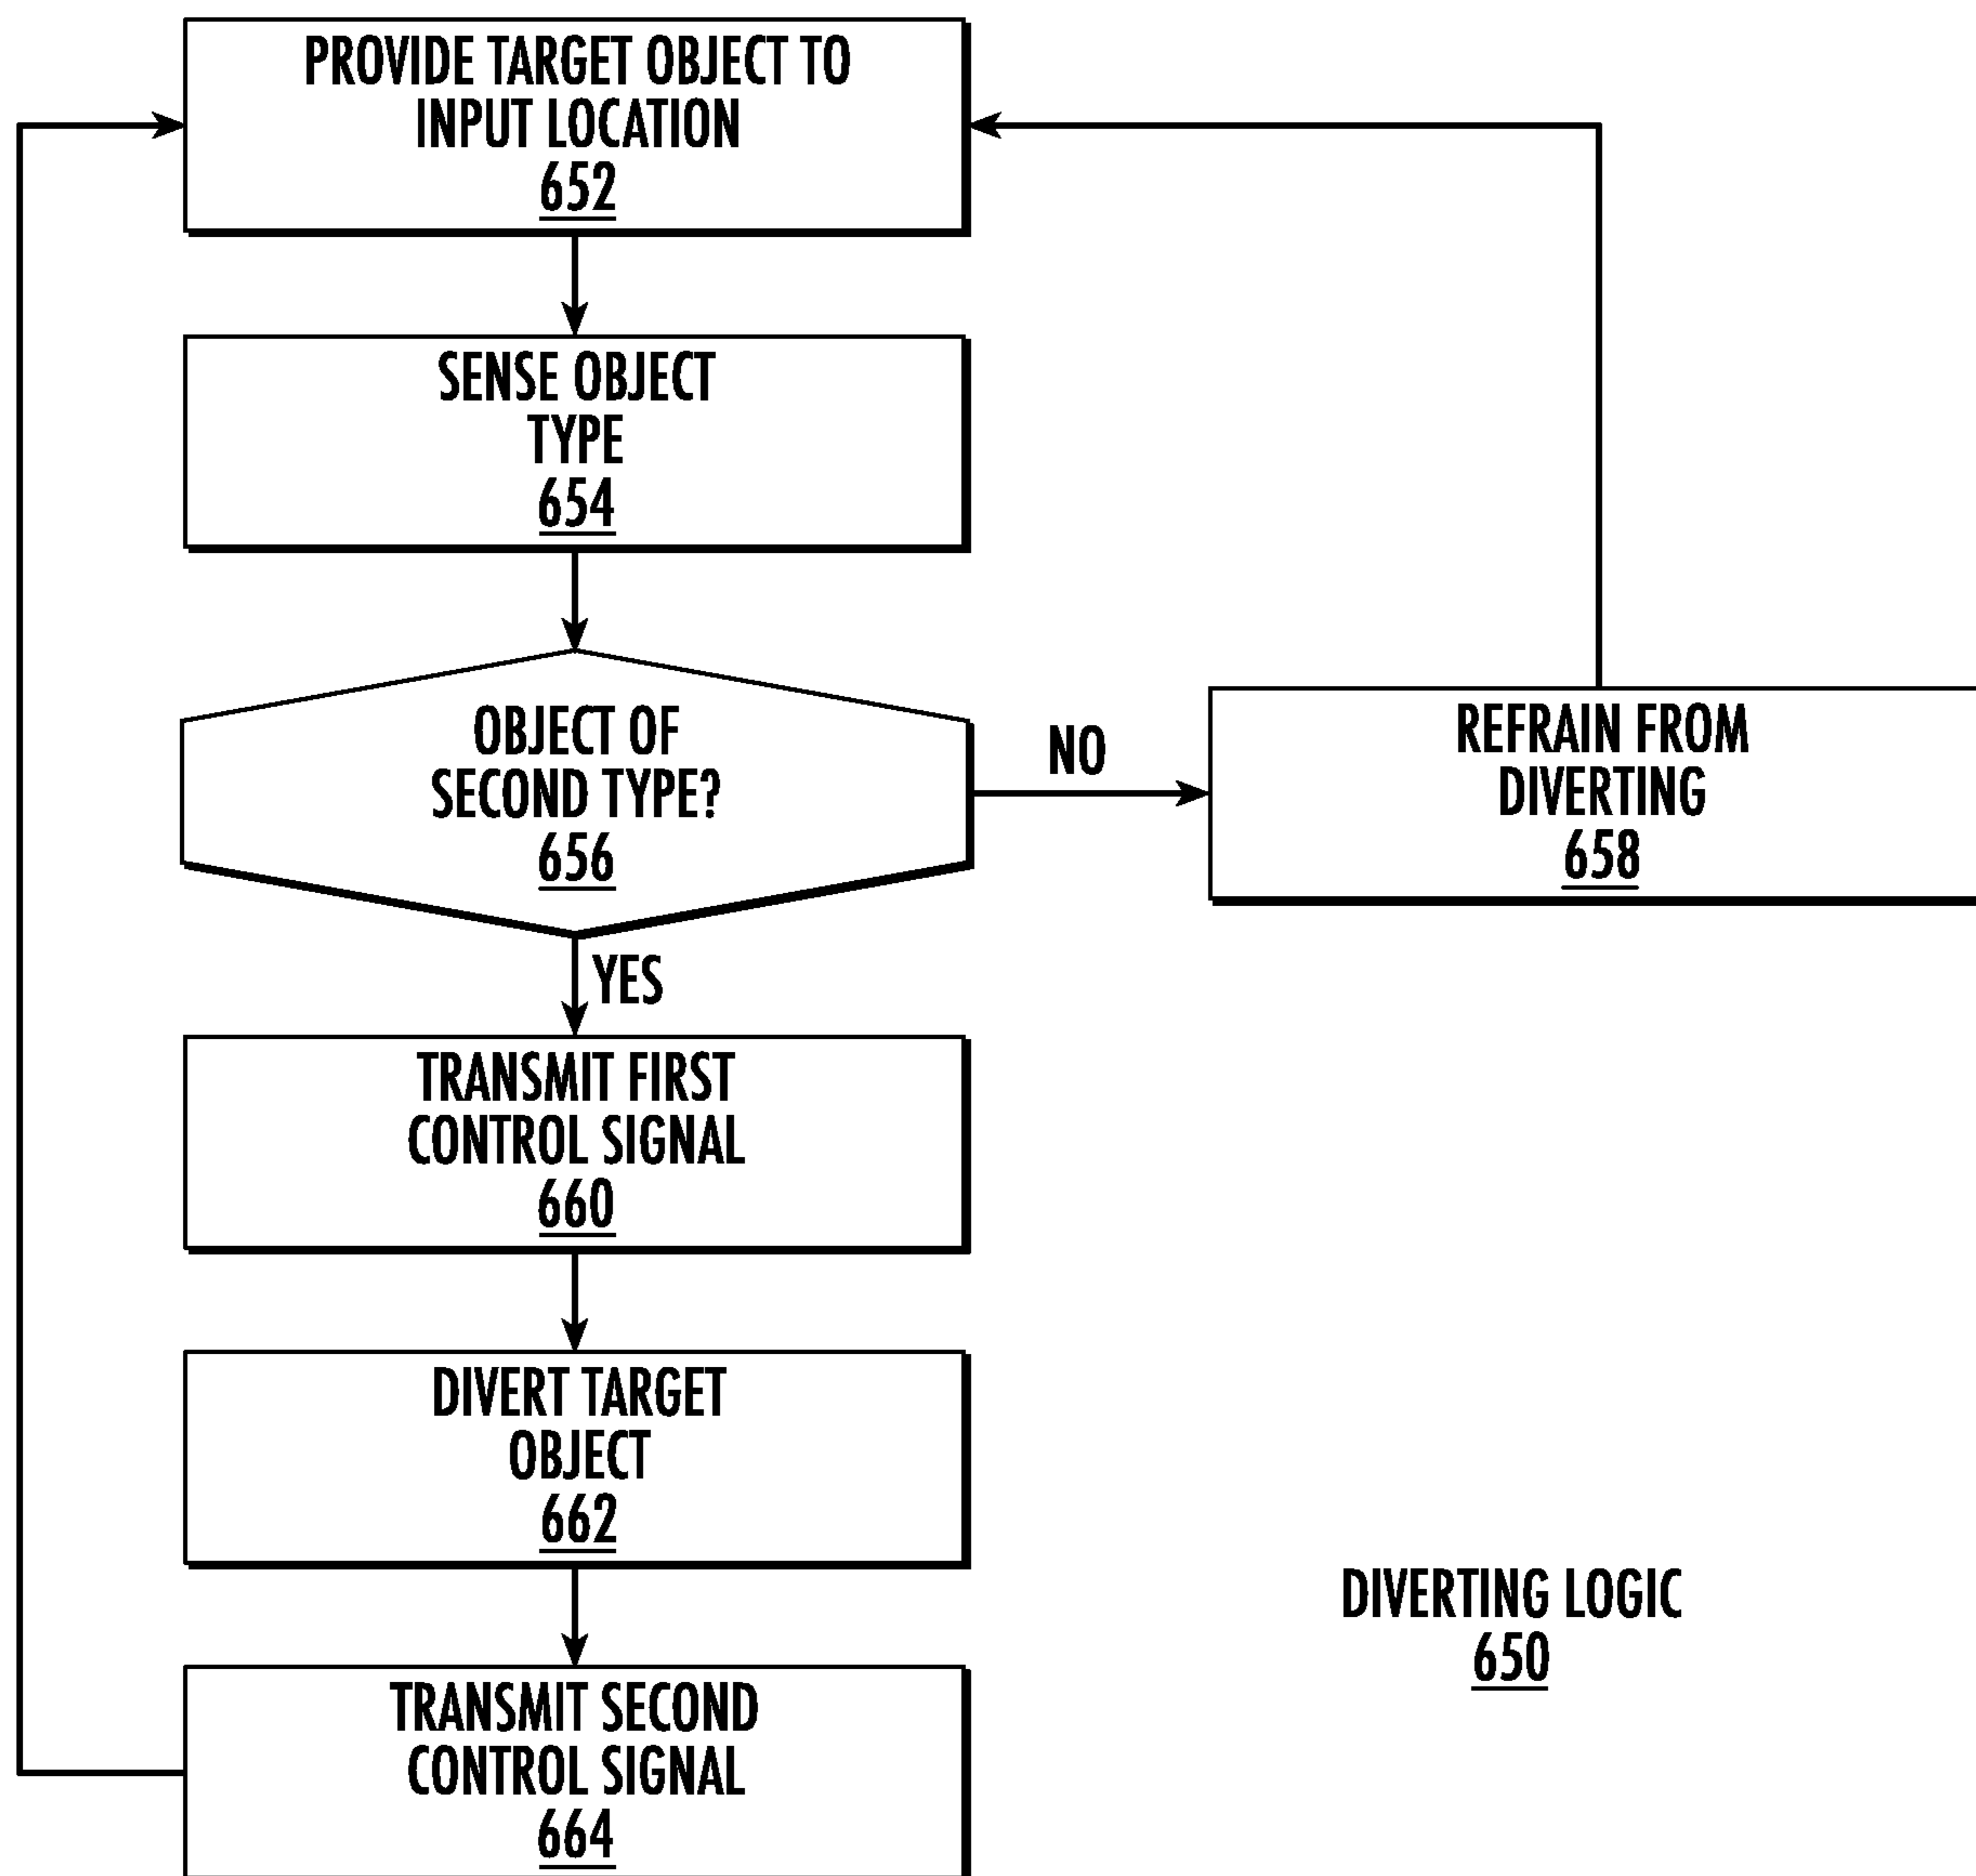 PROVIDE TARGET OBJECT TO
INPUT LOCATION
652
SENSE OBJECT
TYPE
654
OBJECT OF
SECOND TYPE?
656
NO
REFRAIN FROM
DIVERTING
658
YES
TRANSMIT FIRST
CONTROL SIGNAL
660
DIVERT TARGET
OBJECT
662
TRANSMIT SECOND
CONTROL SIGNAL
664
DIVERTING LOGIC
650